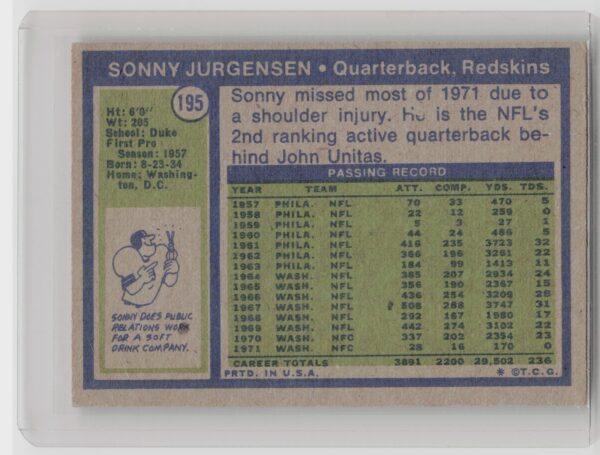 SONNY JURGENSEN • Quarterback, Redskins
195
Ht: 6'0"
Wt: 205
School: Duke
First Pro
Season: 1957
Born: 8-23-34
Home: Washing-
ton, D.C.
SONNY DOES PUBLIC
RELATIONS WORK
FOR A SOFT
DRINK COMPANY.
Sonny missed most of 1971 due to
a shoulder injury. He is the NFL's
2nd ranking active quarterback be-
hind John Unitas.
PASSING RECORD
YEAR TEAM ATT. COMP. YDS. TDS.
1957 PHILA. NFL 70 33 470 5
1958 PHILA. NFL 22 12 259 0
1959 PHILA. NFL 5 3 27 1
1960 PHILA. NFL 44 24 486 5
1961 PHILA. NFL 416 235 3723 32
1962 PHILA. NFL 366 196 3261 22
1963 PHILA. NFL 184 99 1413 11
1964 WASH. NFL 385 207 2934 24
1965 WASH. NFL 356 190 2367 15
1966 WASH. NFL 436 254 3209 28
1967 WASH. NFL 508 288 3747 31
1968 WASH. NFL 292 167 1980 17
1969 WASH. NFL 442 274 3102 22
1970 WASH. NFC 337 202 2354 23
1971 WASH. NFC 28 16 170 0
CAREER TOTALS 3891 2200 29,502 236
PRTD. IN U.S.A. * ©T.C.G.